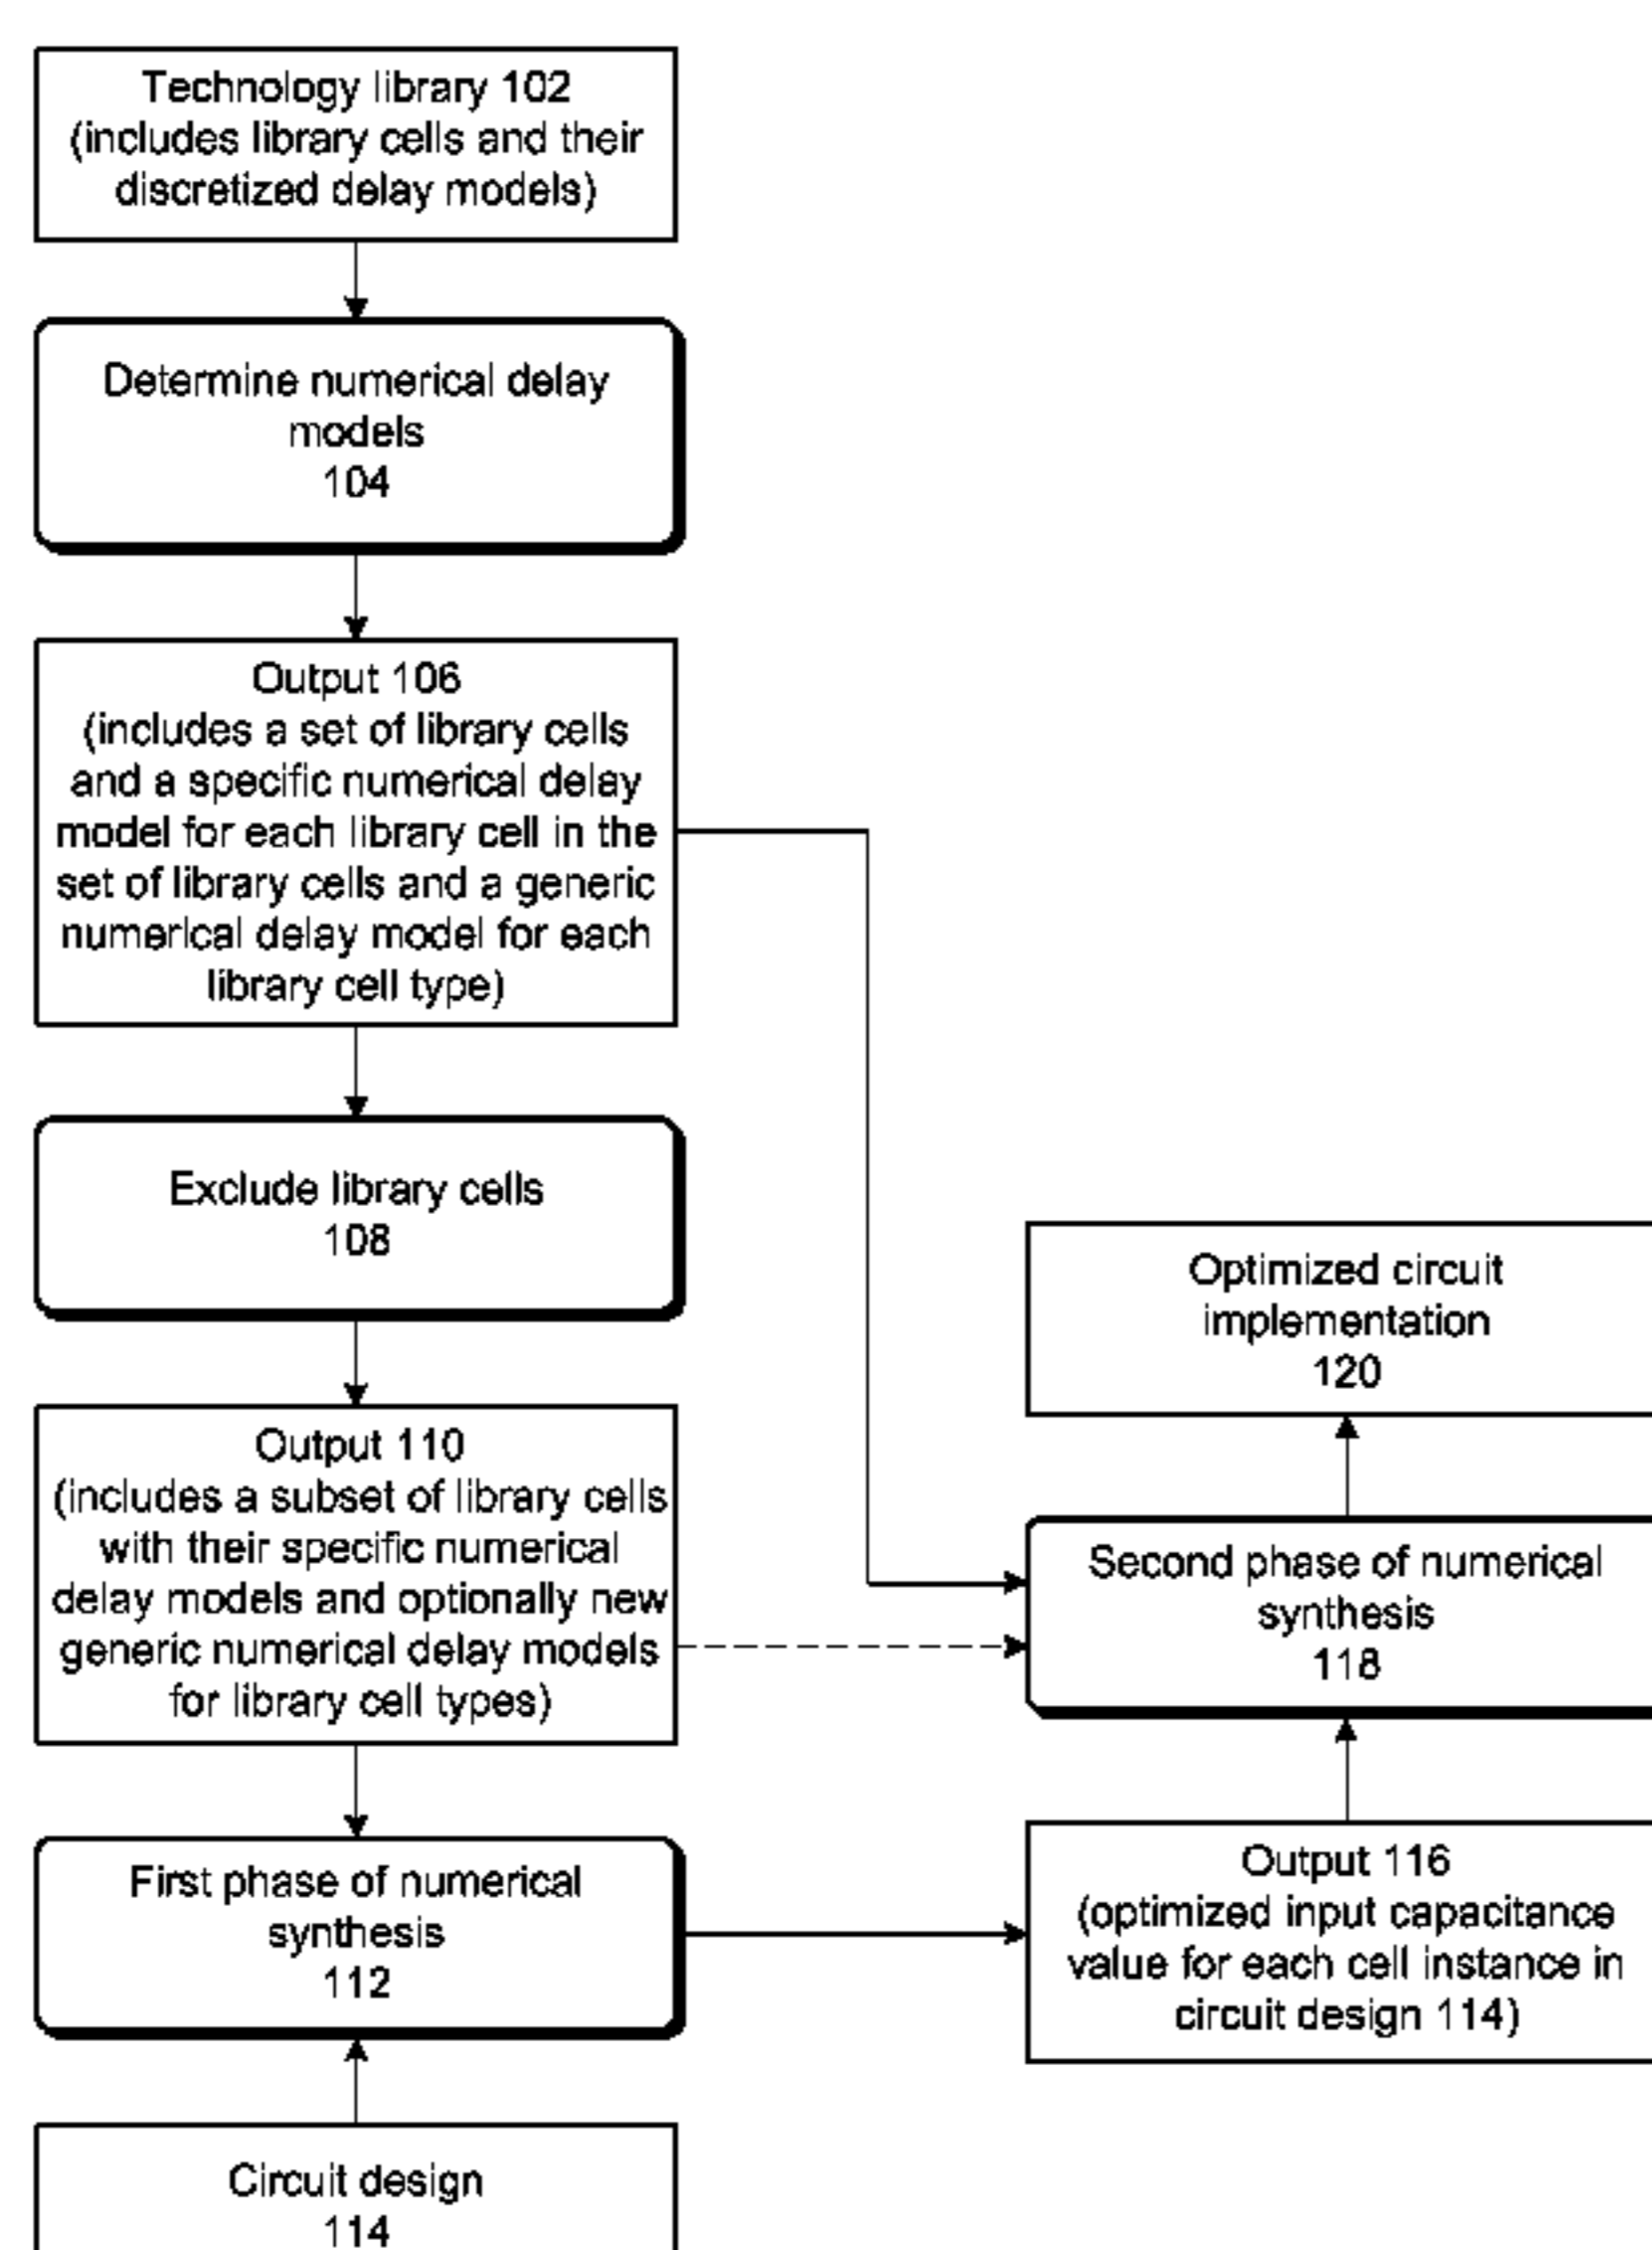 Technology library 102
(includes library cells and their
discretized delay models)
Determine numerical delay
models
104
Output 106
(includes a set of library cells
and a specific numerical delay
model for each library cell in the
set of library cells and a generic
numerical delay model for each
library cell type)
Exclude library cells
108
Output 110
(includes a subset of library cells
with their specific numerical
delay models and optionally new
generic numerical delay models
for library cell types)
First phase of numerical
synthesis
112
Circuit design
114
Optimized circuit
implementation
120
Second phase of numerical
synthesis
118
Output 116
(optimized input capacitance
value for each cell instance in
circuit design 114)